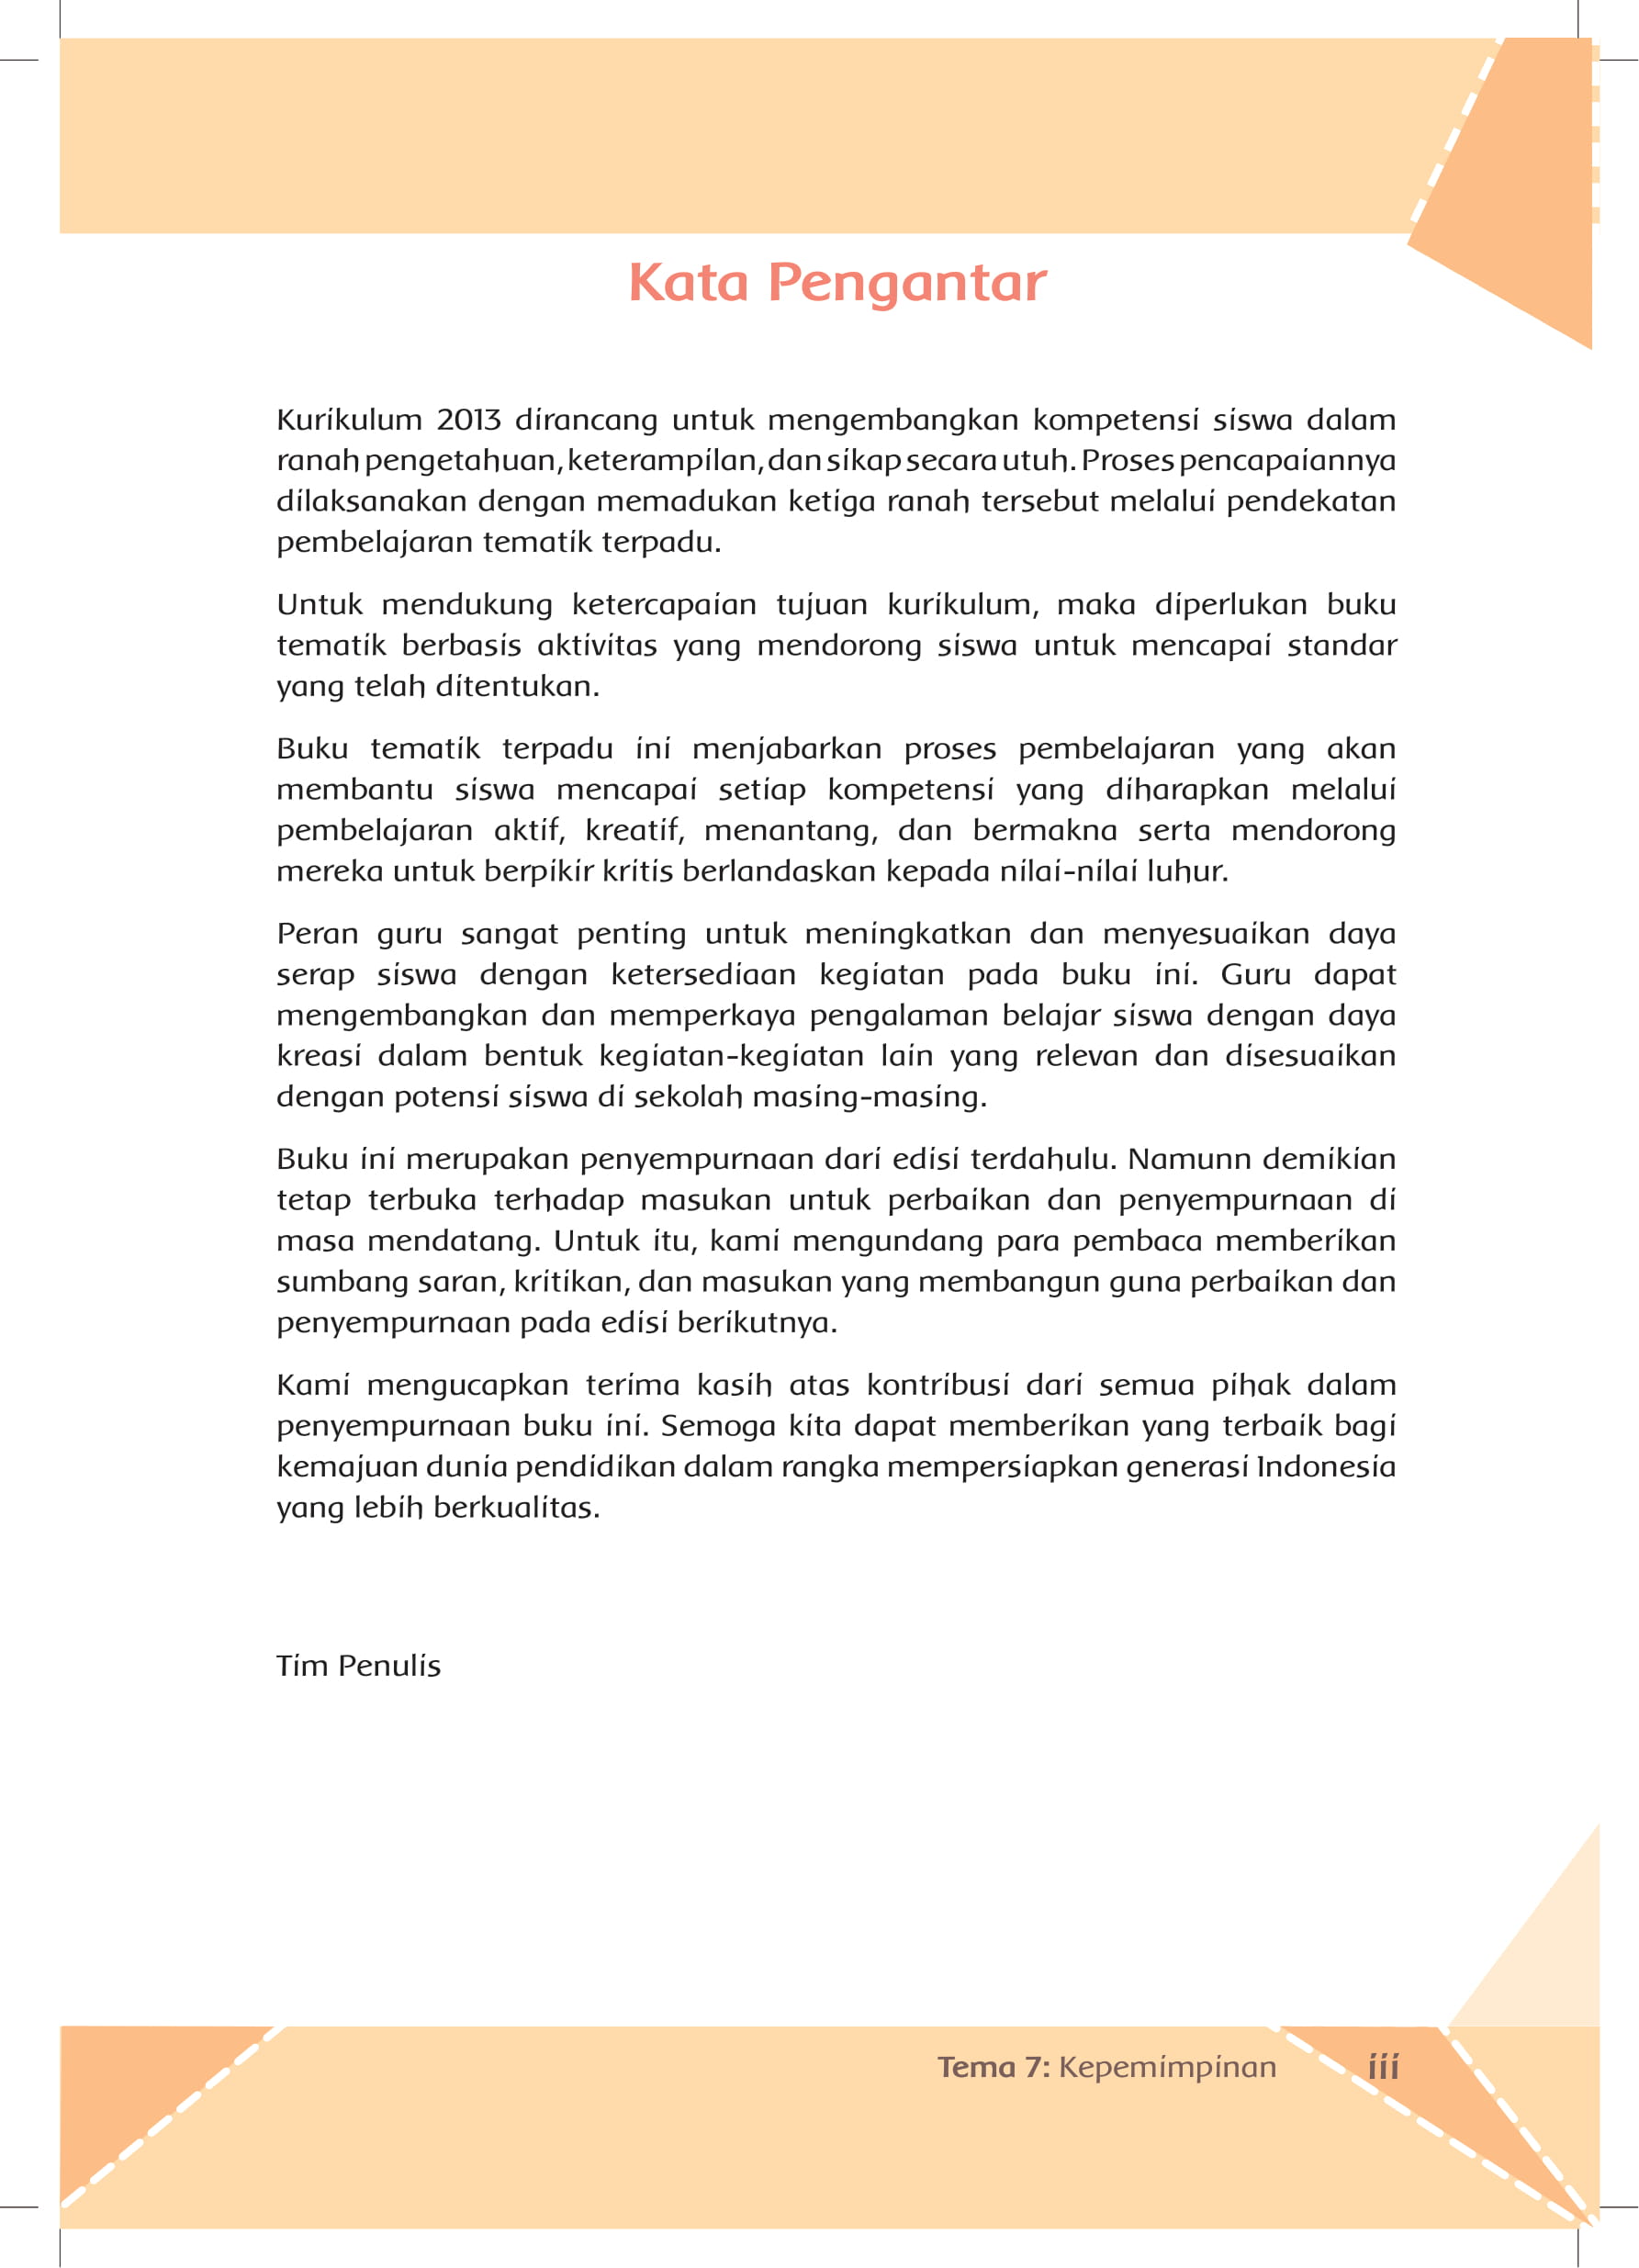 Kata Pengantar
Kurikulum 2013 dirancang untuk mengembangkan kompetensi siswa dalam
ranah pengetahuan, keterampilan, dan sikap secara utuh. Proses pencapaiannya
dilaksanakan dengan memadukan ketiga ranah tersebut melalui pendekatan
pembelajaran tematik terpadu.
Untuk mendukung ketercapaian tujuan kurikulum, maka diperlukan buku
tematik berbasis aktivitas yang mendorong siswa untuk mencapai standar
yang telah ditentukan.
Buku tematik terpadu ini menjabarkan proses pembelajaran yang akan
membantu siswa mencapai setiap kompetensi yang diharapkan melalui
pembelajaran aktif, kreatif, menantang, dan bermakna serta mendorong
mereka untuk berpikir kritis berlandaskan kepada nilai-nilai luhur.
Peran guru sangat penting untuk meningkatkan dan menyesuaikan daya
serap siswa dengan ketersediaan kegiatan pada buku ini. Guru dapat
mengembangkan dan memperkaya pengalaman belajar siswa dengan daya
kreasi dalam bentuk kegiatan-kegiatan lain yang relevan dan disesuaikan
dengan potensi siswa di sekolah masing-masing.
Buku ini merupakan penyempurnaan dari edisi terdahulu. Namunn demikian
tetap terbuka terhadap masukan untuk perbaikan dan penyempurnaan di
masa mendatang. Untuk itu, kami mengundang para pembaca memberikan
sumbang saran, kritikan, dan masukan yang membangun guna perbaikan dan
penyempurnaan pada edisi berikutnya.
Kami mengucapkan terima kasih atas kontribusi dari semua pihak dalam
penyempurnaan buku ini. Semoga kita dapat memberikan yang terbaik bagi
kemajuan dunia pendidikan dalam rangka mempersiapkan generasi Indonesia
yang lebih berkualitas.
Tim Penulis
Tema 7: Kepemimpinan iii